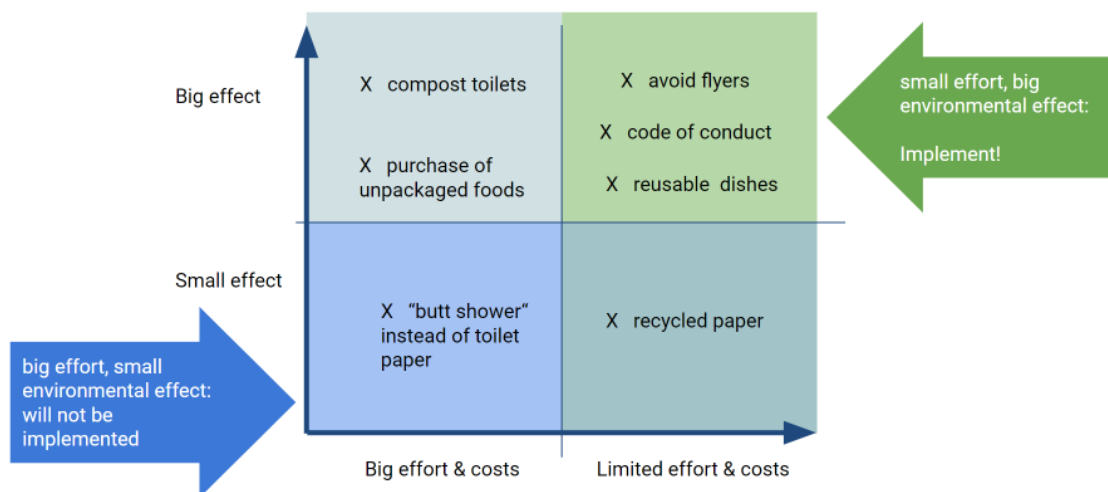 Big effect
X compost toilets
X purchase of
unpackaged foods
X avoid flyers
X code of conduct
X reusable dishes
small effort, big
environmental effect:
Implement!
Small effect
X “butt shower“
instead of toilet
paper
X recycled paper
big effort, small
environmental effect:
will not be
implemented
Big effort & costs
Limited effort & costs